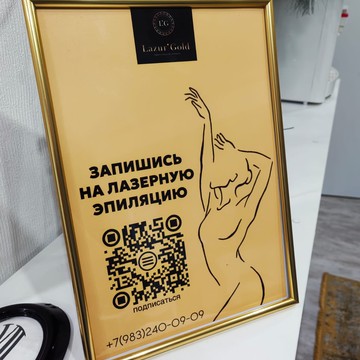 LG
Lazur'Gold
ЗАПИШИСЬ
НА ЛАЗЕРНУЮ
ЭПИЛЯЦИЮ
подписаться
+7(983)240-09-09